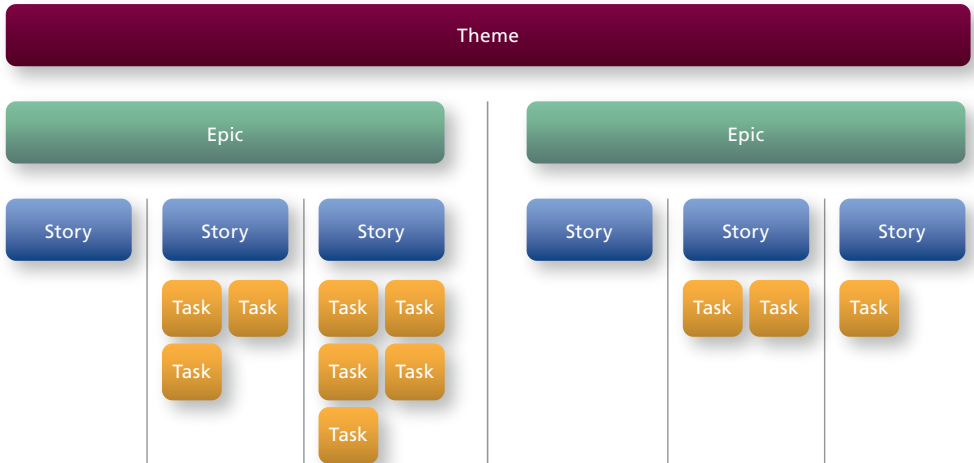 Theme
Epic Epic
Story Story Story Story Story Story
Task Task Task Task Task Task Task
Task Task Task
Task